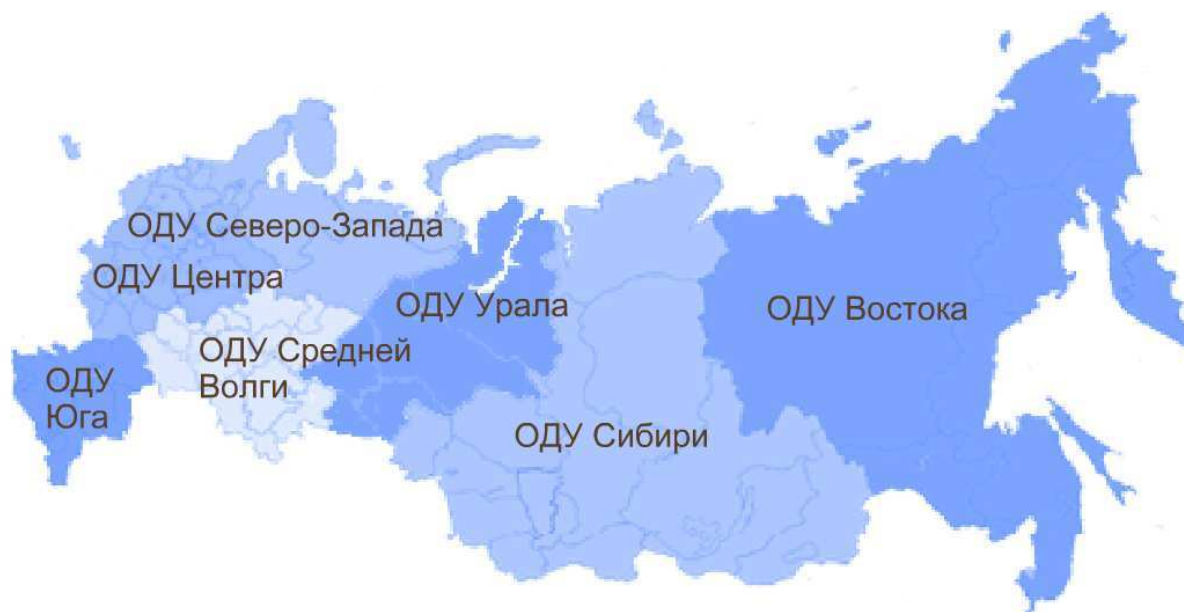 ОДУ Северо-Запада
ОДУ Центра
ОДУ Урала
ОДУ Востока
ОДУ Средней
Волги
ОДУ
Юга
ОДУ Сибири